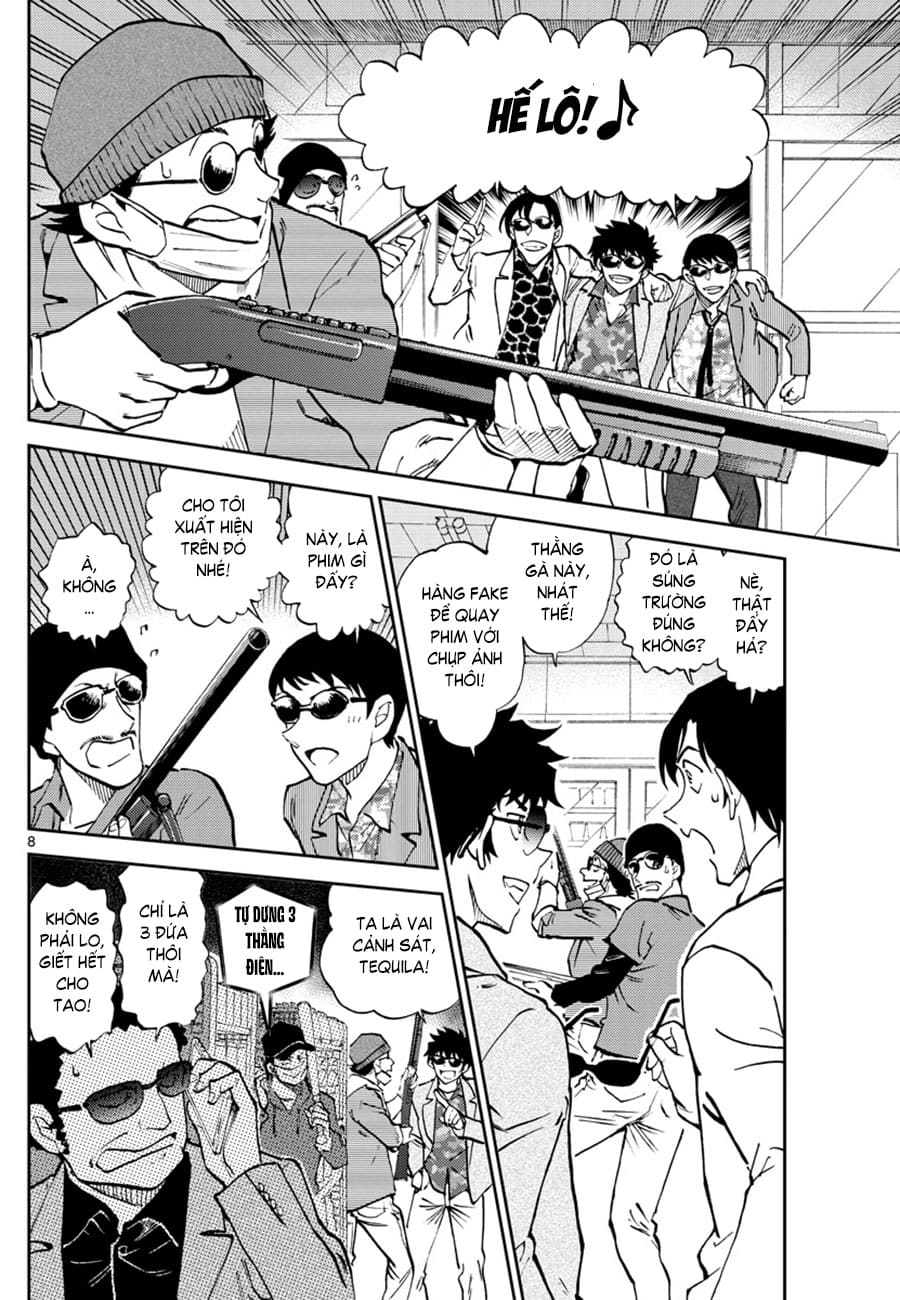 HẾ LÔ!♪
NÈ, THẬT
ĐẤY
HẢ?
ĐÓ LÀ
SÚNG
TRƯỜNG
ĐÚNG
KHÔNG?
THẰNG
GÀ NÀY,
NHÁT
THẾ!
HÀNG FAKE
ĐỂ QUAY
PHIM VỚI
CHỤP ẢNH
THÔI!
NÀY, LÀ
PHIM GÌ
ĐẤY?
CHO TÔI
XUẤT HIỆN
TRÊN ĐÓ
NHÉ!
À,
KHÔNG
...
8
TA LÀ VAI
CẢNH SÁT,
TEQUILA!
TỰ DƯNG 3
THẰNG
ĐIÊN...
CHỈ LÀ
3 ĐỨA
THÔI
MÀ!
KHÔNG
PHẢI LO,
GIẾT HẾT
CHO
TAO!